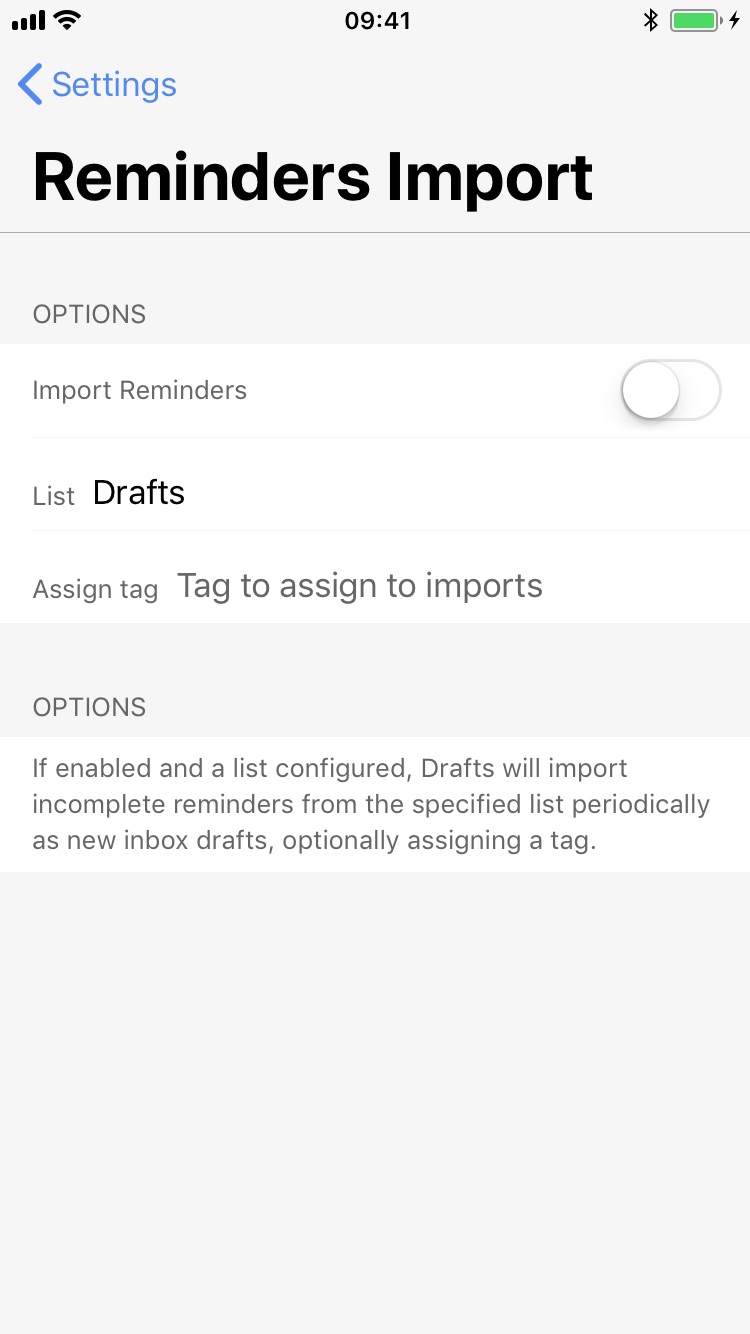 09:41
Settings
Reminders Import
OPTIONS
Import Reminders
List Drafts
Assign tag Tag to assign to imports
OPTIONS
If enabled and a list configured, Drafts will import
incomplete reminders from the specified list periodically
as new inbox drafts, optionally assigning a tag.